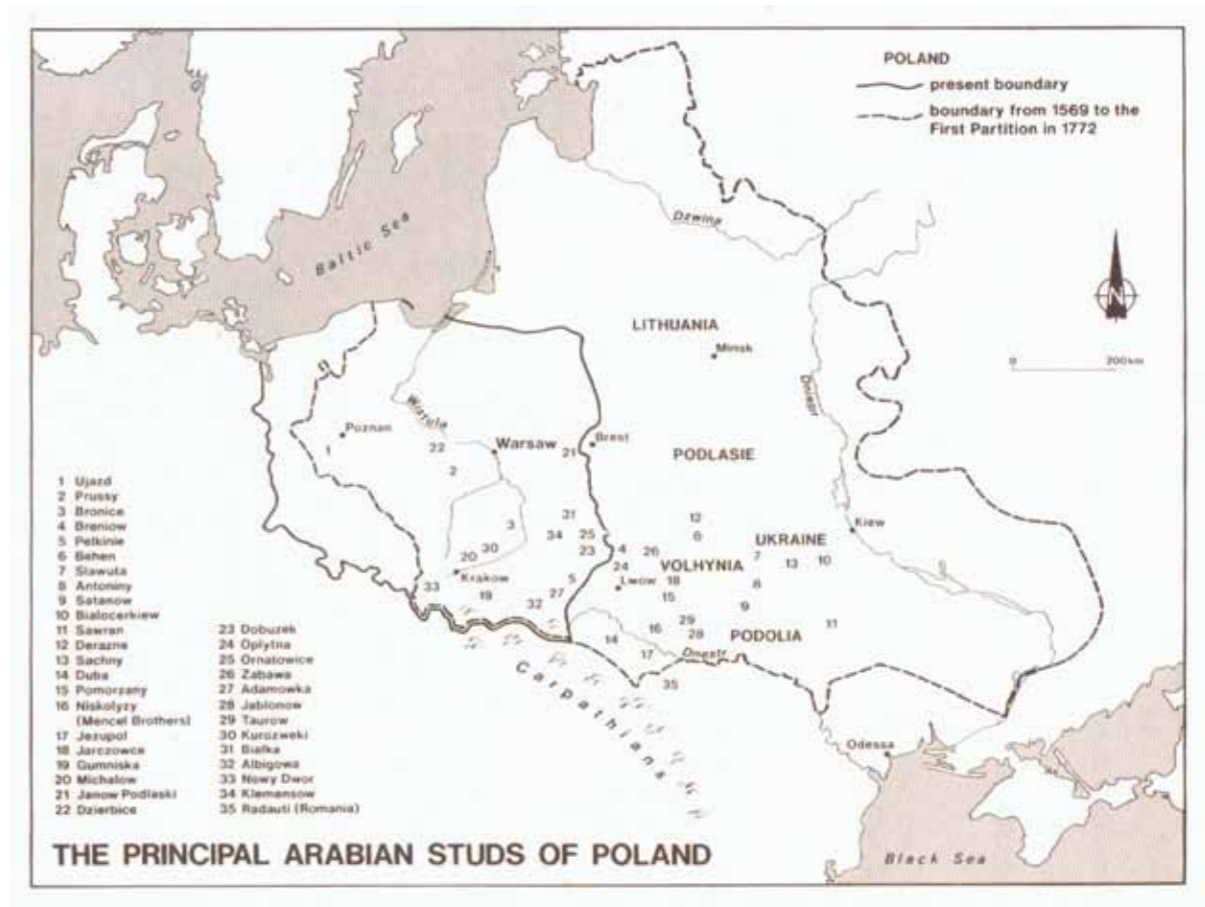 POLAND
present boundary
boundary from 1569 to the
First Partition in 1772
Dzwina
Baltic Sea
N
LITHUANIA
Minsk
0 200km
Dniepr
Wistula
Poznan
1
22
Warsaw
2
21
Brest
PODLASIE
31
12
3
34
25
6
Kiew
UKRAINE
20
30
23
4
26
7
13
10
24
VOLHYNIA
Krakow
5
Lwow
18
8
33
19
27
15
32
9
29
11
16
28
PODOLIA
14
17
Dnestr
35
Carpathians
Odessa
Black Sea
1 Ujazd
2 Prussy
3 Bronice
4 Breniow
5 Pelkinie
6 Behen
7 Slawuta
8 Antoniny
9 Satanow
10 Bialocerkiew
11 Sawran
12 Derazne
13 Sachny
14 Duba
15 Pomorzany
16 Niskolyzy
(Mencel Brothers)
17 Jezupol
18 Jarczowce
19 Gumniska
20 Michalow
21 Janow Podlaski
22 Dzierbice
23 Dobuzek
24 Oplytna
25 Ornatowice
26 Zabawa
27 Adamowka
28 Jablonow
29 Taurow
30 Kurozweki
31 Bialka
32 Albigowa
33 Nowy Dwor
34 Klemensow
35 Radauti (Romania)
THE PRINCIPAL ARABIAN STUDS OF POLAND